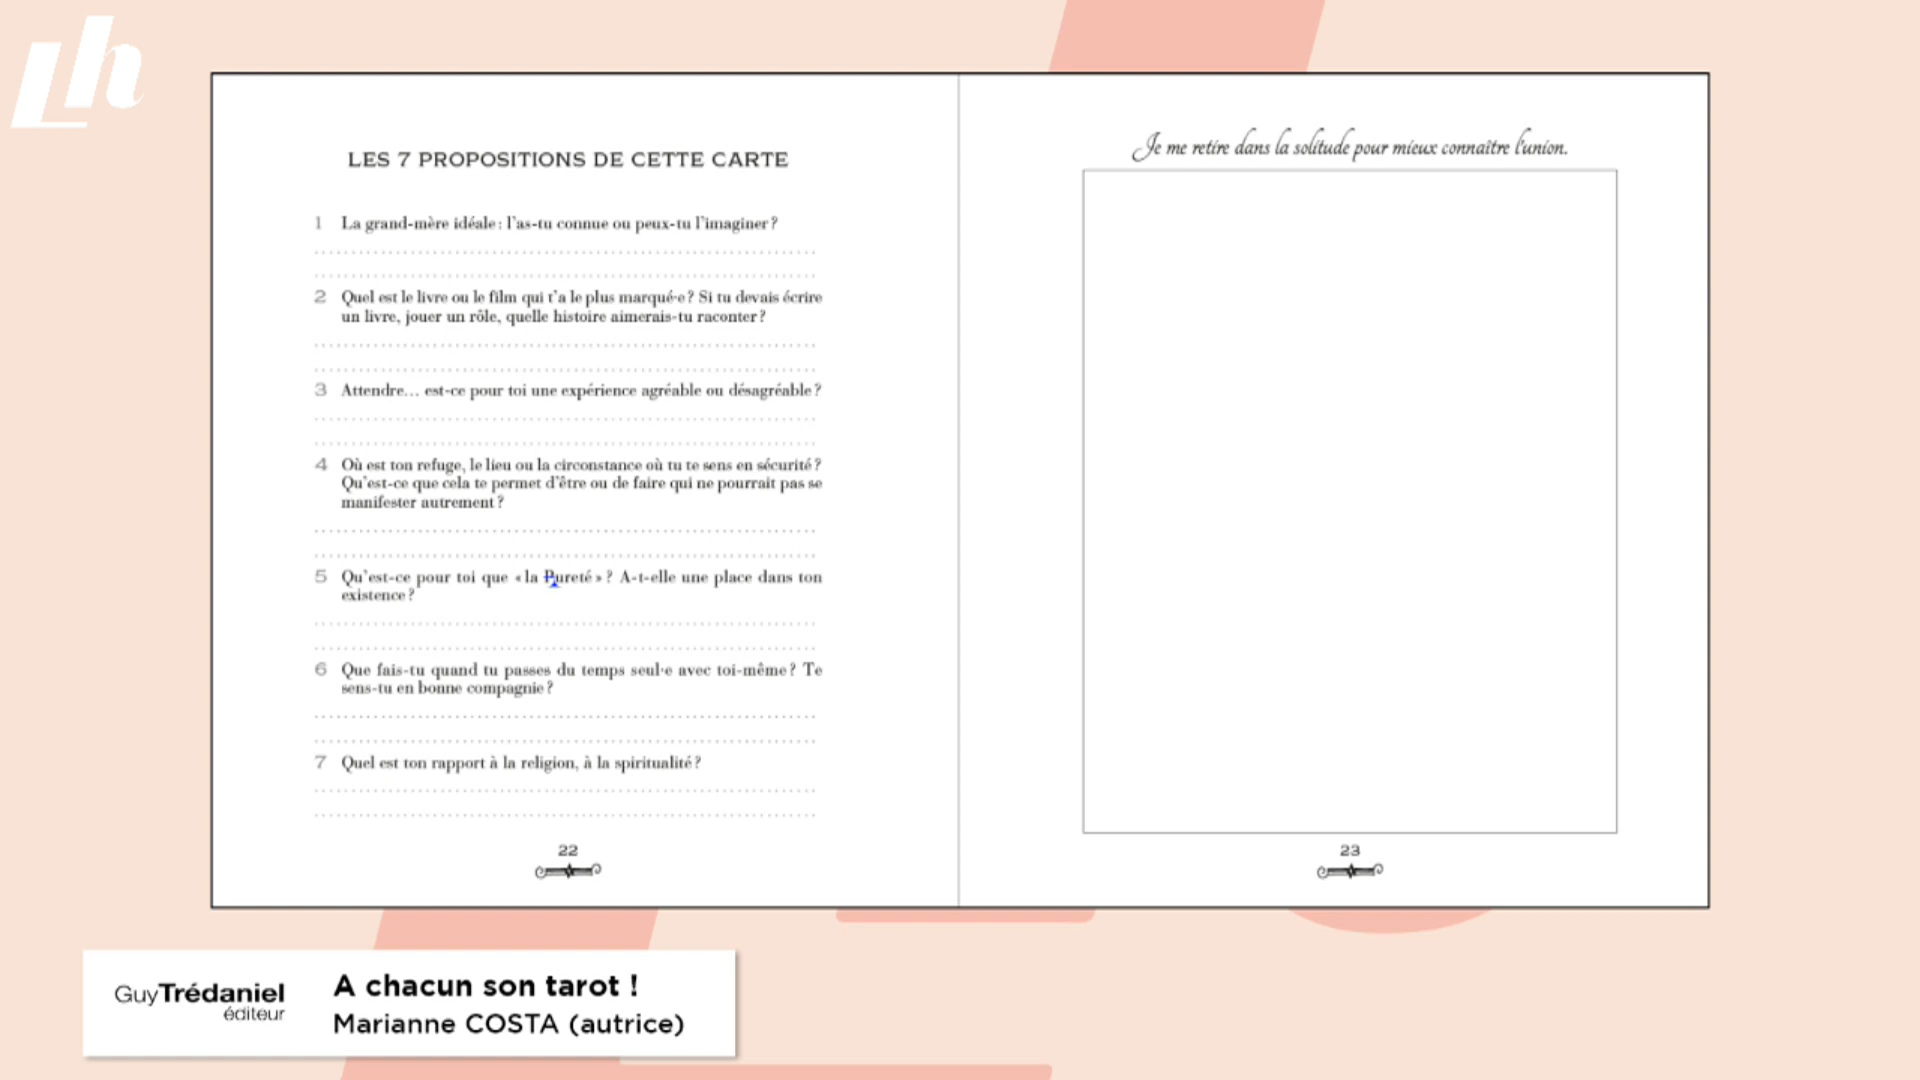 Lh
LES 7 PROPOSITIONS DE CETTE CARTE
1 La grand-mère idéale : l'as-tu connue ou peux-tu l'imaginer ?
2 Quel est le livre ou le film qui t'a le plus marqué·e ? Si tu devais écrire
un livre, jouer un rôle, quelle histoire aimerais-tu raconter ?
3 Attendre... est-ce pour toi une expérience agréable ou désagréable ?
4 Où est ton refuge, le lieu ou la circonstance où tu te sens en sécurité ?
Qu'est-ce que cela te permet d'être ou de faire qui ne pourrait pas se
manifester autrement ?
5 Qu'est-ce pour toi que « la Pureté » ? A-t-elle une place dans ton
existence ?
6 Que fais-tu quand tu passes du temps seul·e avec toi-même ? Te
sens-tu en bonne compagnie ?
7 Quel est ton rapport à la religion, à la spiritualité ?
22
Je me retire dans la solitude pour mieux connaître l'union.
23
GuyTrédaniel
éditeur
A chacun son tarot !
Marianne COSTA (autrice)